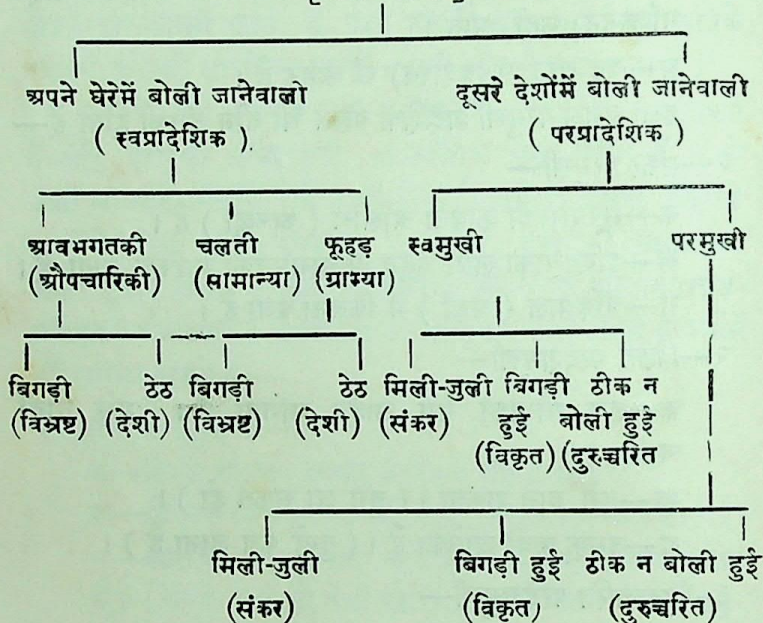 अपने घेरेमें बोली जानेवाली दूसरे देशोंमें बोली जानेवाली
( स्वप्रादेशिक ) ( परप्रादेशिक )
आवभगतकी चलती फूहड़ स्वमुखी परमुखी
(औपचारिकी) (सामान्या) (ग्राम्या)
बिगड़ी ठेठ बिगड़ी ठेठ मिली-जुली बिगड़ी ठीक न
(विभ्रष्ट) (देशी) (विभ्रष्ट) (देशी) (संकर) हुई बोली हुई
(विकृत) (दुरुच्चरित
मिली-जुली बिगड़ी हुई ठीक न बोली हुई
(संकर) (विकृत) (दुरुच्चरित)